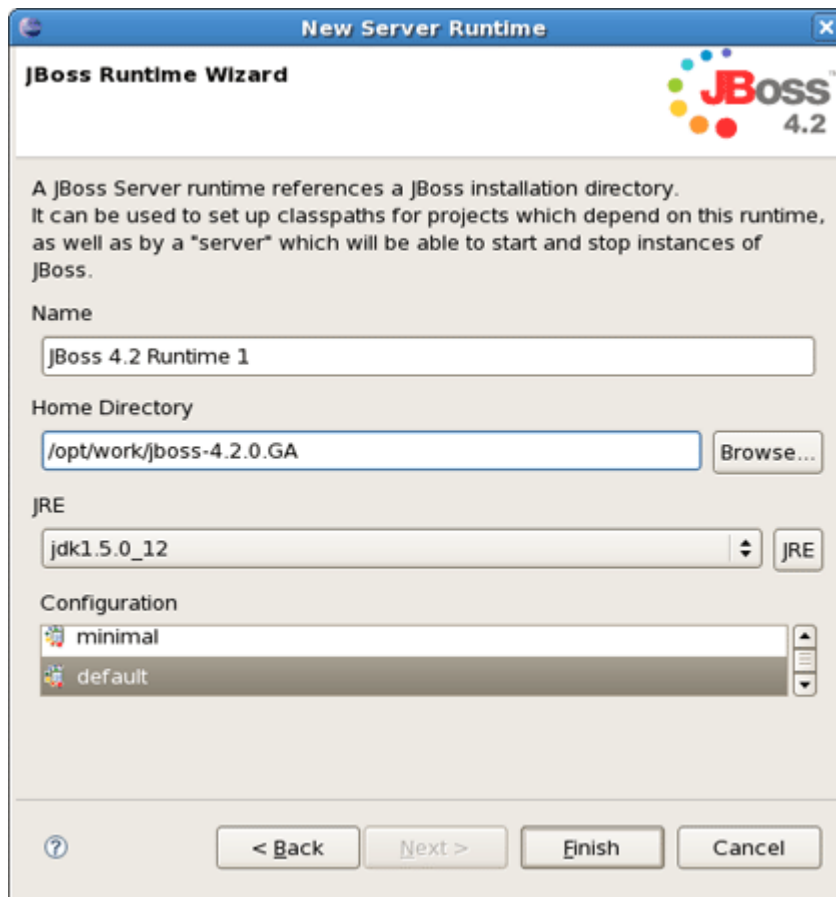 New Server Runtime
JBoss Runtime Wizard
JBoss
4.2
A JBoss Server runtime references a JBoss installation directory.
It can be used to set up classpaths for projects which depend on this runtime,
as well as by a "server" which will be able to start and stop instances of
JBoss.
Name
JBoss 4.2 Runtime 1
Home Directory
/opt/work/jboss-4.2.0.GA
Browse...
JRE
jdk1.5.0_12
JRE
Configuration
minimal
default
< Back
Next >
Finish
Cancel